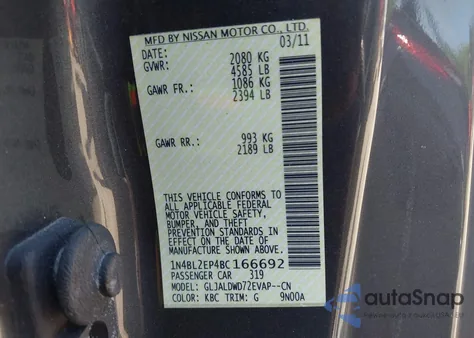 MFD BY NISSAN MOTOR CO., LTD.
DATE: 03/11
GVWR: 2080 KG
4585 LB
GAWR FR.: 1086 KG
2394 LB
GAWR RR.: 993 KG
2189 LB
THIS VEHICLE CONFORMS TO
ALL APPLICABLE FEDERAL
MOTOR VEHICLE SAFETY,
BUMPER, AND THEFT
PREVENTION STANDARDS IN
EFFECT ON THE DATE OF
MANUFACTURE SHOWN ABOVE.
1N4BL2EP4BC166692
PASSENGER CAR 319
MODEL: GLJALDWD72EVAP--CN
COLOR: KBC TRIM: G 9N00A
autaSnap